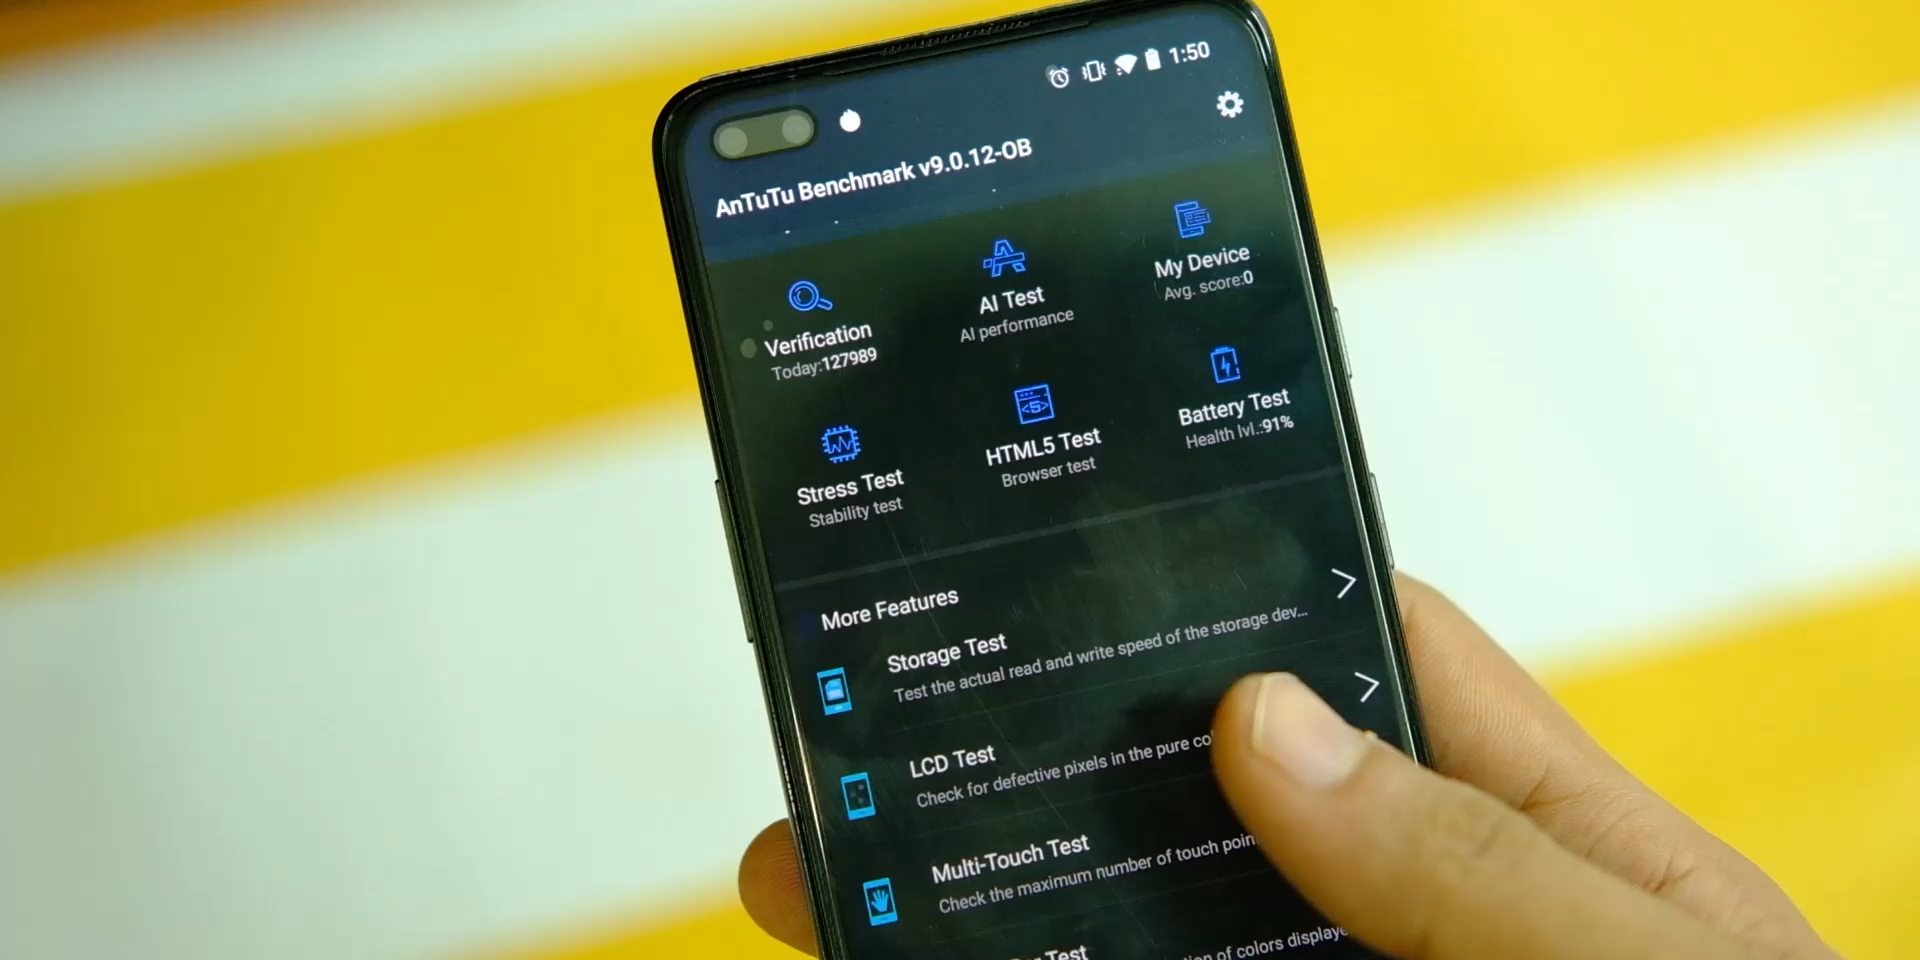 1:50
AnTuTu Benchmark v9.0.12-OB
Verification
Today:127989
AI Test
AI performance
My Device
Avg. score:0
Stress Test
Stability test
HTML5 Test
Browser test
Battery Test
Health lvl.:91%
More Features
Storage Test
Test the actual read and write speed of the storage dev...
LCD Test
Check for defective pixels in the pure
Multi-Touch Test
Check the maximum number of touch
Test
of colors